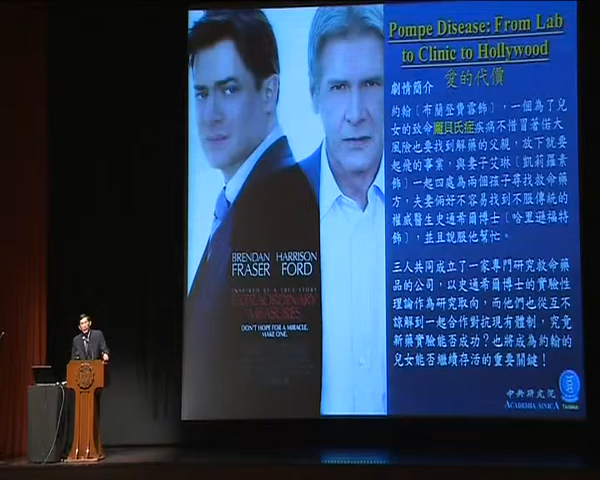 Pompe Disease: From Lab
to Clinic to Hollywood
愛的代價
劇情簡介
約翰〔布蘭登費雪飾〕，一個為了兒
女的致命龐貝氏症疾病不惜冒著偌大
風險也要找到解藥的父親，放下就要
起飛的事業，與妻子艾琳〔凱莉羅素
飾〕一起四處為兩個孩子尋找救命藥
方，夫妻倆好不容易找到不服傳統的
權威醫生史通希爾博士〔哈里遜福特
飾〕，並且說服他幫忙。
三人共同成立了一家專門研究救命藥
品的公司，以史通希爾博士的實驗性
理論作為研究取向，而他們也從互不
諒解到一起合作對抗現有體制，究竟
新藥實驗能否成功？也將成為約翰的
兒女能否繼續存活的重要關鍵！
BRENDAN HARRISON
FRASER FORD
INSPIRED BY A TRUE STORY
EXTRAORDINARY
MEASURES
DON'T HOPE FOR A MIRACLE.
MAKE ONE.
中央研究院
ACADEMIA SINICA
TAIWAN